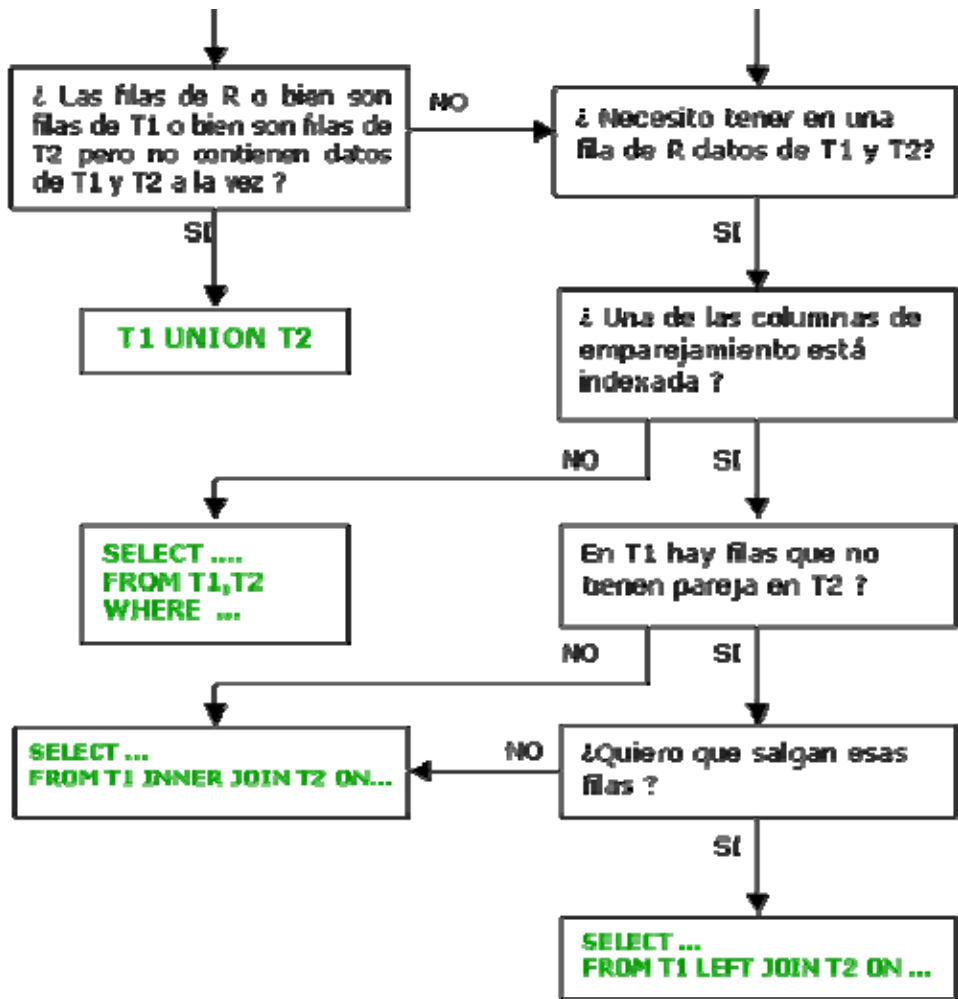 ¿ Las filas de R o bien son
filas de T1 o bien son filas de
T2 pero no contienen datos
de T1 y T2 a la vez ?
NO
¿ Necesito tener en una
fila de R datos de T1 y T2?
SI
SI
T1 UNION T2
¿ Una de las columnas de
emparejamiento está
indexada ?
NO
SI
SELECT ....
FROM T1,T2
WHERE ...
En T1 hay filas que no
tienen pareja en T2 ?
NO
SI
SELECT ...
FROM T1 INNER JOIN T2 ON...
NO
¿Quiero que salgan esas
filas ?
SI
SELECT ...
FROM T1 LEFT JOIN T2 ON ...